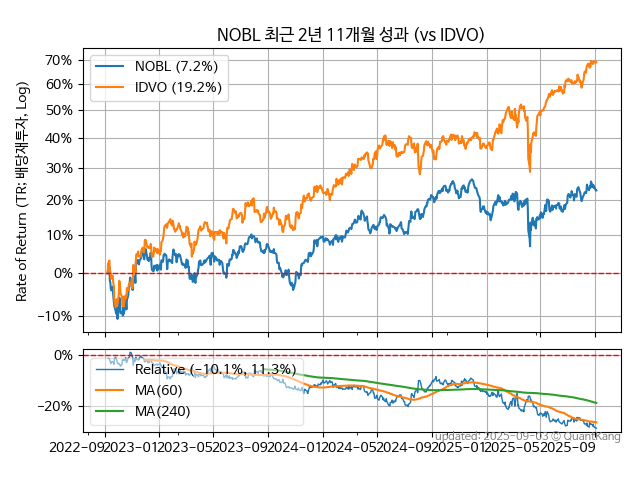 NOBL 최근 2년 11개월 성과 (vs IDVO)
Rate of Return (TR: 배당재투자, Log)
70%
60%
50%
40%
30%
20%
10%
0%
−10%
NOBL (7.2%)
IDVO (19.2%)
0%
−20%
Relative (−10.1%, 11.3%)
MA(60)
MA(240)
updated: 2025-09-03 © QuantKang
2022−09 2023−01 2023−05 2023−09 2024−01 2024−05 2024−09 2025−01 2025−05 2025−09